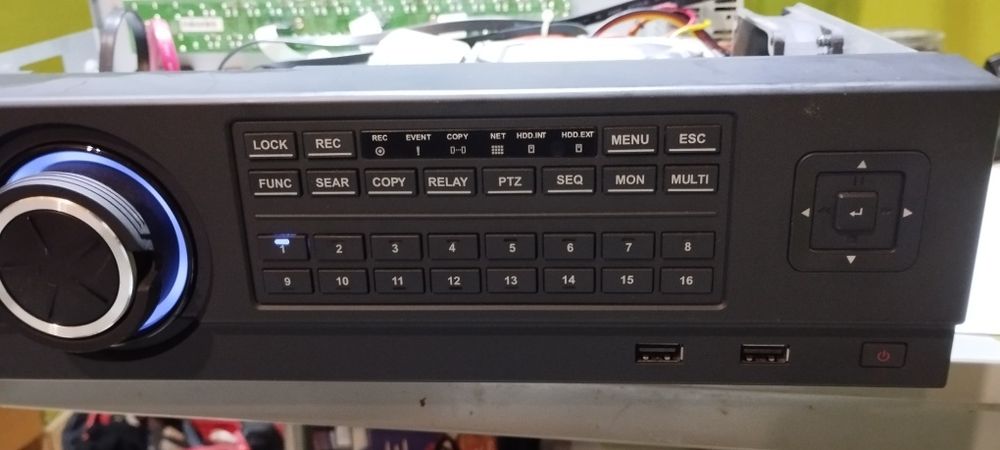 LOCK REC REC EVENT COPY NET HDD.INT HDD.EXT MENU ESC
FUNC SEAR COPY RELAY PTZ SEQ MON MULTI
1 2 3 4 5 6 7 8
9 10 11 12 13 14 15 16